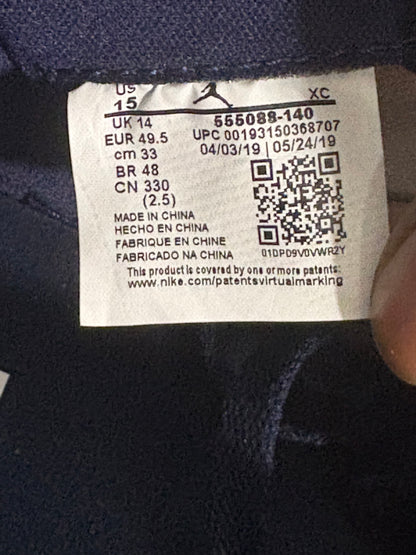 US
15
XC
UK 14
EUR 49.5
cm 33
BR 48
CN 330
(2.5)
555088-140
UPC 00193150368707
04/03/19 | 05/24/19
MADE IN CHINA
HECHO EN CHINA
FABRIQUE EN CHINE
FABRICADO NA CHINA
01DPD9V0VWR2Y
This product is covered by one or more patents:
www.nike.com/patentsvirtualmarking